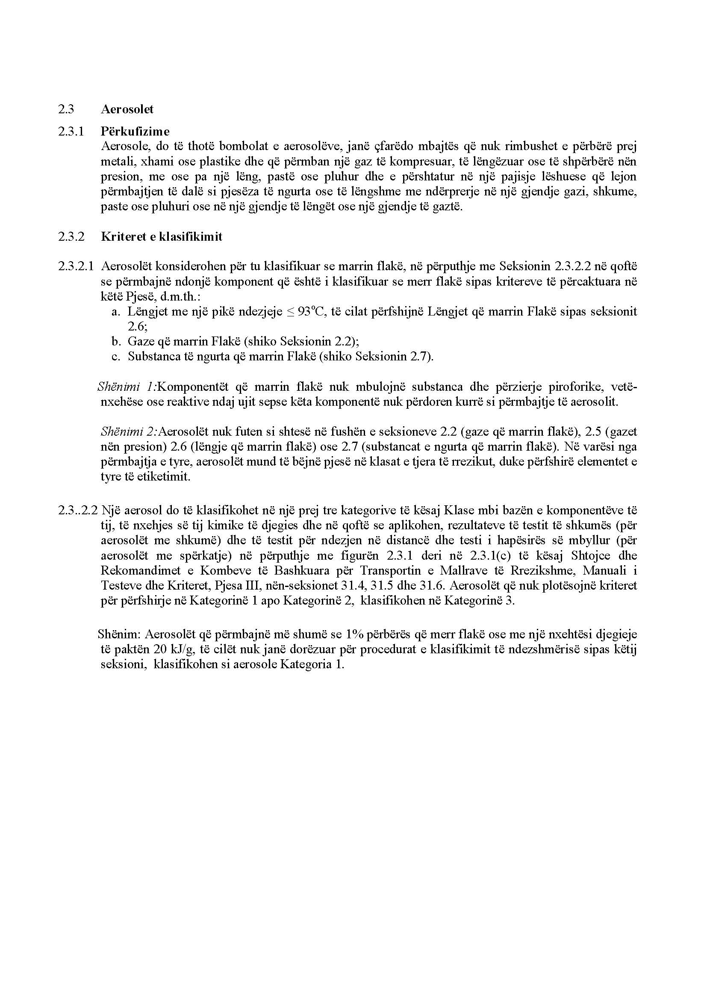 2.3 Aerosolet
2.3.1 Përkufizime
Aerosole, do të thotë bombolat e aerosolëve, janë çfarëdo mbajtës që nuk rimbushet e përbërë prej
metali, xhami ose plastike dhe që përmban një gaz të kompresuar, të lëngëzuar ose të shpërbërë nën
presion, me ose pa një lëng, pastë ose pluhur dhe e përshtatur në një pajisje lëshuese që lejon
përmbajtjen të dalë si pjesëza të ngurta ose të lëngshme me ndërprerje në një gjendje gazi, shkume,
paste ose pluhuri ose në një gjendje të lëngët ose një gjendje të gaztë.
2.3.2 Kriteret e klasifikimit
2.3.2.1 Aerosolët konsiderohen për tu klasifikuar se marrin flakë, në përputhje me Seksionin 2.3.2.2 në qoftë
se përmbajnë ndonjë komponent që është i klasifikuar se merr flakë sipas kritereve të përcaktuara në
këtë Pjesë, d.m.th.:
a. Lëngjet me një pikë ndezjeje ≤ 93ºC, të cilat përfshijnë Lëngjet që marrin Flakë sipas seksionit
2.6;
b. Gaze që marrin Flakë (shiko Seksionin 2.2);
c. Substanca të ngurta që marrin Flakë (shiko Seksionin 2.7).
Shënimi 1:Komponentët që marrin flakë nuk mbulojnë substanca dhe përzierje piroforike, vetë-
nxehëse ose reaktive ndaj ujit sepse këta komponentë nuk përdoren kurrë si përmbajtje të aerosolit.
Shënimi 2:Aerosolët nuk futen si shtesë në fushën e seksioneve 2.2 (gaze që marrin flakë), 2.5 (gazet
nën presion) 2.6 (lëngje që marrin flakë) ose 2.7 (substancat e ngurta që marrin flakë). Në varësi nga
përmbajtja e tyre, aerosolët mund të bëjnë pjesë në klasat e tjera të rrezikut, duke përfshirë elementet e
tyre të etiketimit.
2.3..2.2 Një aerosol do të klasifikohet në një prej tre kategorive të kësaj Klase mbi bazën e komponentëve të
tij, të nxehjes së tij kimike të djegies dhe në qoftë se aplikohen, rezultateve të testit të shkumës (për
aerosolët me shkumë) dhe të testit për ndezjen në distancë dhe testi i hapësirës së mbyllur (për
aerosolët me spërkatje) në përputhje me figurën 2.3.1 deri në 2.3.1(c) të kësaj Shtojce dhe
Rekomandimet e Kombeve të Bashkuara për Transportin e Mallrave të Rrezikshme, Manuali i
Testeve dhe Kriteret, Pjesa III, nën-seksionet 31.4, 31.5 dhe 31.6. Aerosolët që nuk plotësojnë kriteret
për përfshirje në Kategorinë 1 apo Kategorinë 2, klasifikohen në Kategorinë 3.
Shënim: Aerosolët që përmbajnë më shumë se 1% përbërës që merr flakë ose me një nxehtësi djegieje
të paktën 20 kJ/g, të cilët nuk janë dorëzuar për procedurat e klasifikimit të ndezshmërisë sipas këtij
seksioni, klasifikohen si aerosole Kategoria 1.